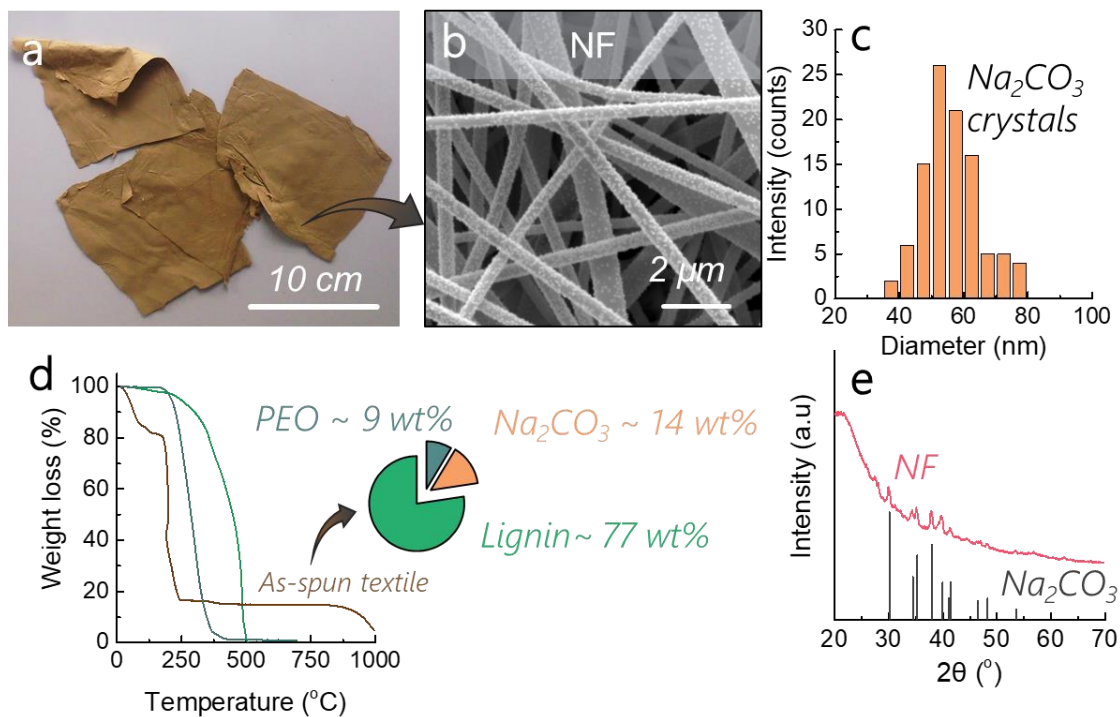 a
10 cm
b
NF
2 μm
c
Na₂CO₃
crystals
Intensity (counts)
30
25
20
15
10
5
0
20
40
60
80
100
Diameter (nm)
d
Weight loss (%)
100
80
60
40
20
0
0
250
500
750
1000
Temperature (°C)
PEO ~ 9 wt%
Na₂CO₃ ~ 14 wt%
Lignin ~ 77 wt%
As-spun textile
e
Intensity (a.u)
NF
Na₂CO₃
20
30
40
50
60
70
2θ (°)